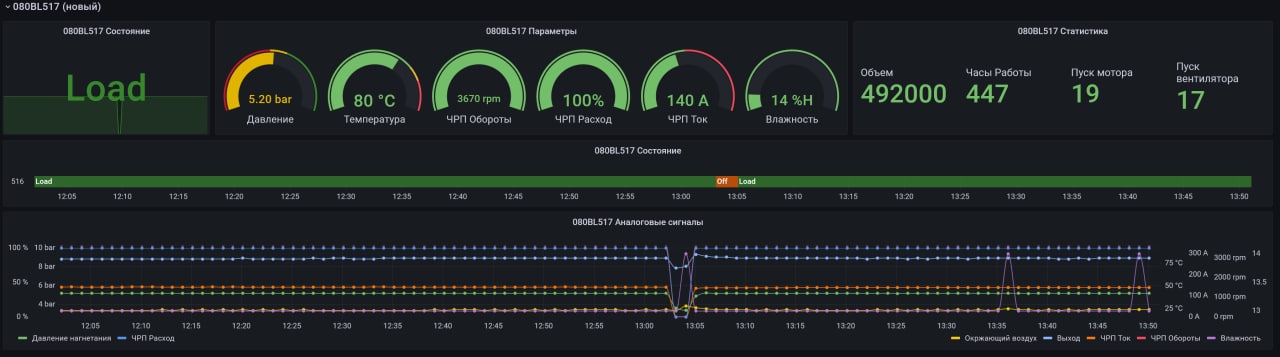 080BL517 (новый)
080BL517 Состояние
Load
080BL517 Параметры
5.20 bar
Давление
80 °C
Температура
3670 rpm
ЧРП Обороты
100%
ЧРП Расход
140 A
ЧРП Ток
14 %H
Влажность
080BL517 Статистика
Объем
492000
Часы Работы
447
Пуск мотора
19
Пуск
вентилятора
17
080BL517 Состояние
516 Load Off Load
12:05 12:10 12:15 12:20 12:25 12:30 12:35 12:40 12:45 12:50 12:55 13:00 13:05 13:10 13:15 13:20 13:25 13:30 13:35 13:40 13:45 13:50
080BL517 Аналоговые сигналы
100 % 10 bar 300 A 3000 rpm 14
8 bar 75 °C 200 A 2000 rpm
50 % 6 bar 50 °C 13.5
4 bar 25 °C 100 A 1000 rpm
0 % 0 A 0 rpm 13
12:05 12:10 12:15 12:20 12:25 12:30 12:35 12:40 12:45 12:50 12:55 13:00 13:05 13:10 13:15 13:20 13:25 13:30 13:35 13:40 13:45 13:50
Давление нагнетания ЧРП Расход Окржающий воздух Выход ЧРП Ток ЧРП Обороты Влажность